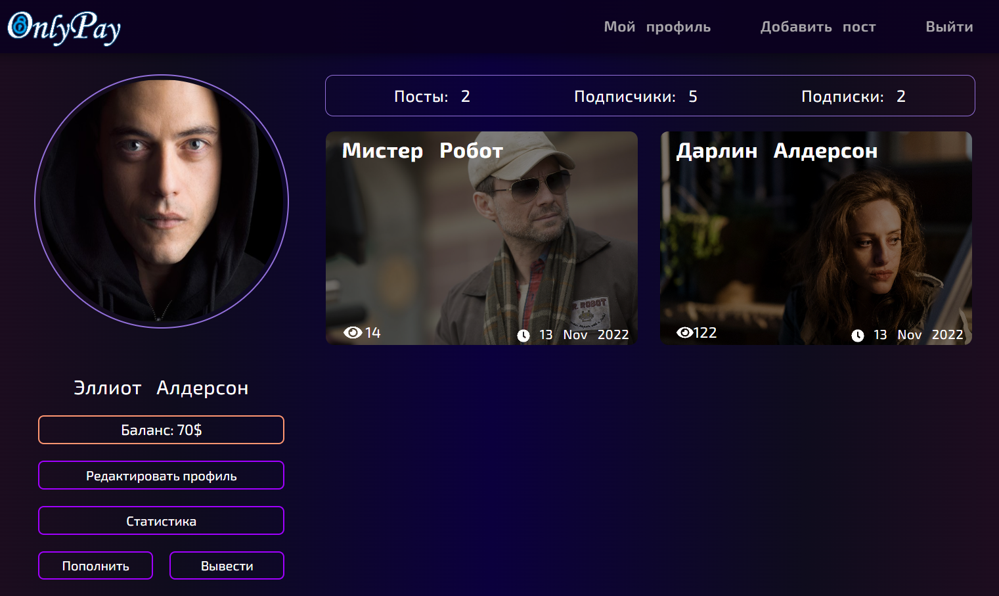 OnlyPay
Мой профиль
Добавить пост
Выйти
Посты: 2
Подписчики: 5
Подписки: 2
Мистер Робот
R. ROBOT
14
13 Nov 2022
Дарлин Алдерсон
122
13 Nov 2022
Эллиот Алдерсон
Баланс: 70$
Редактировать профиль
Статистика
Пополнить
Вывести